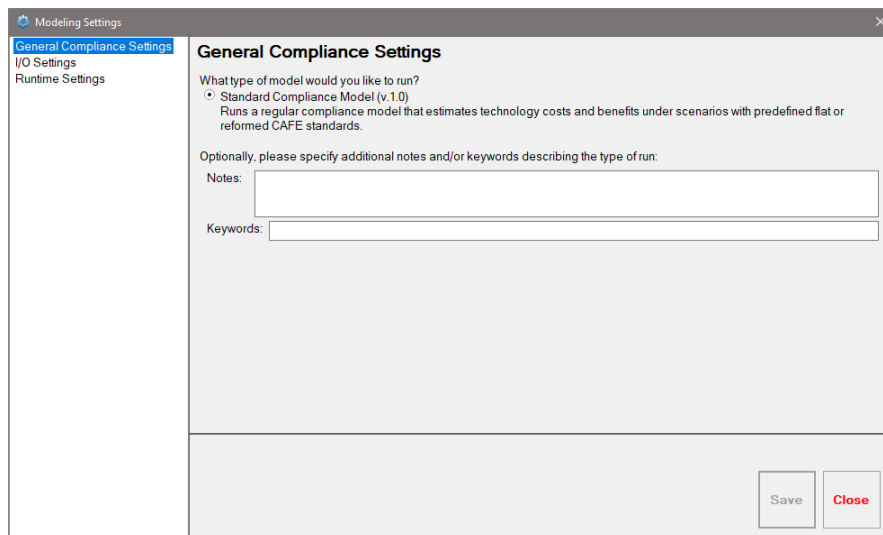 Modeling Settings
General Compliance Settings
I/O Settings
Runtime Settings
General Compliance Settings
What type of model would you like to run?
Standard Compliance Model (v.1.0)
Runs a regular compliance model that estimates technology costs and benefits under scenarios with predefined flat or
reformed CAFE standards.
Optionally, please specify additional notes and/or keywords describing the type of run:
Notes:
Keywords:
Save
Close